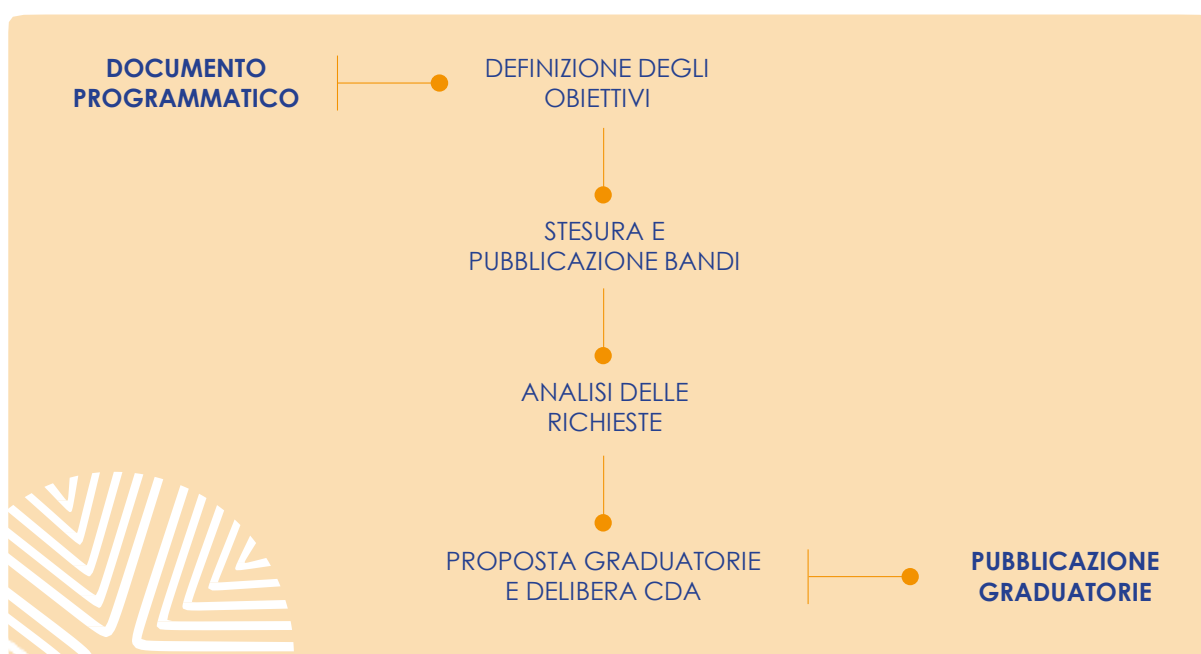 DOCUMENTO
PROGRAMMATICO
DEFINIZIONE DEGLI
OBIETTIVI
STESURA E
PUBBLICAZIONE BANDI
ANALISI DELLE
RICHIESTE
PROPOSTA GRADUATORIE
E DELIBERA CDA
PUBBLICAZIONE
GRADUATORIE